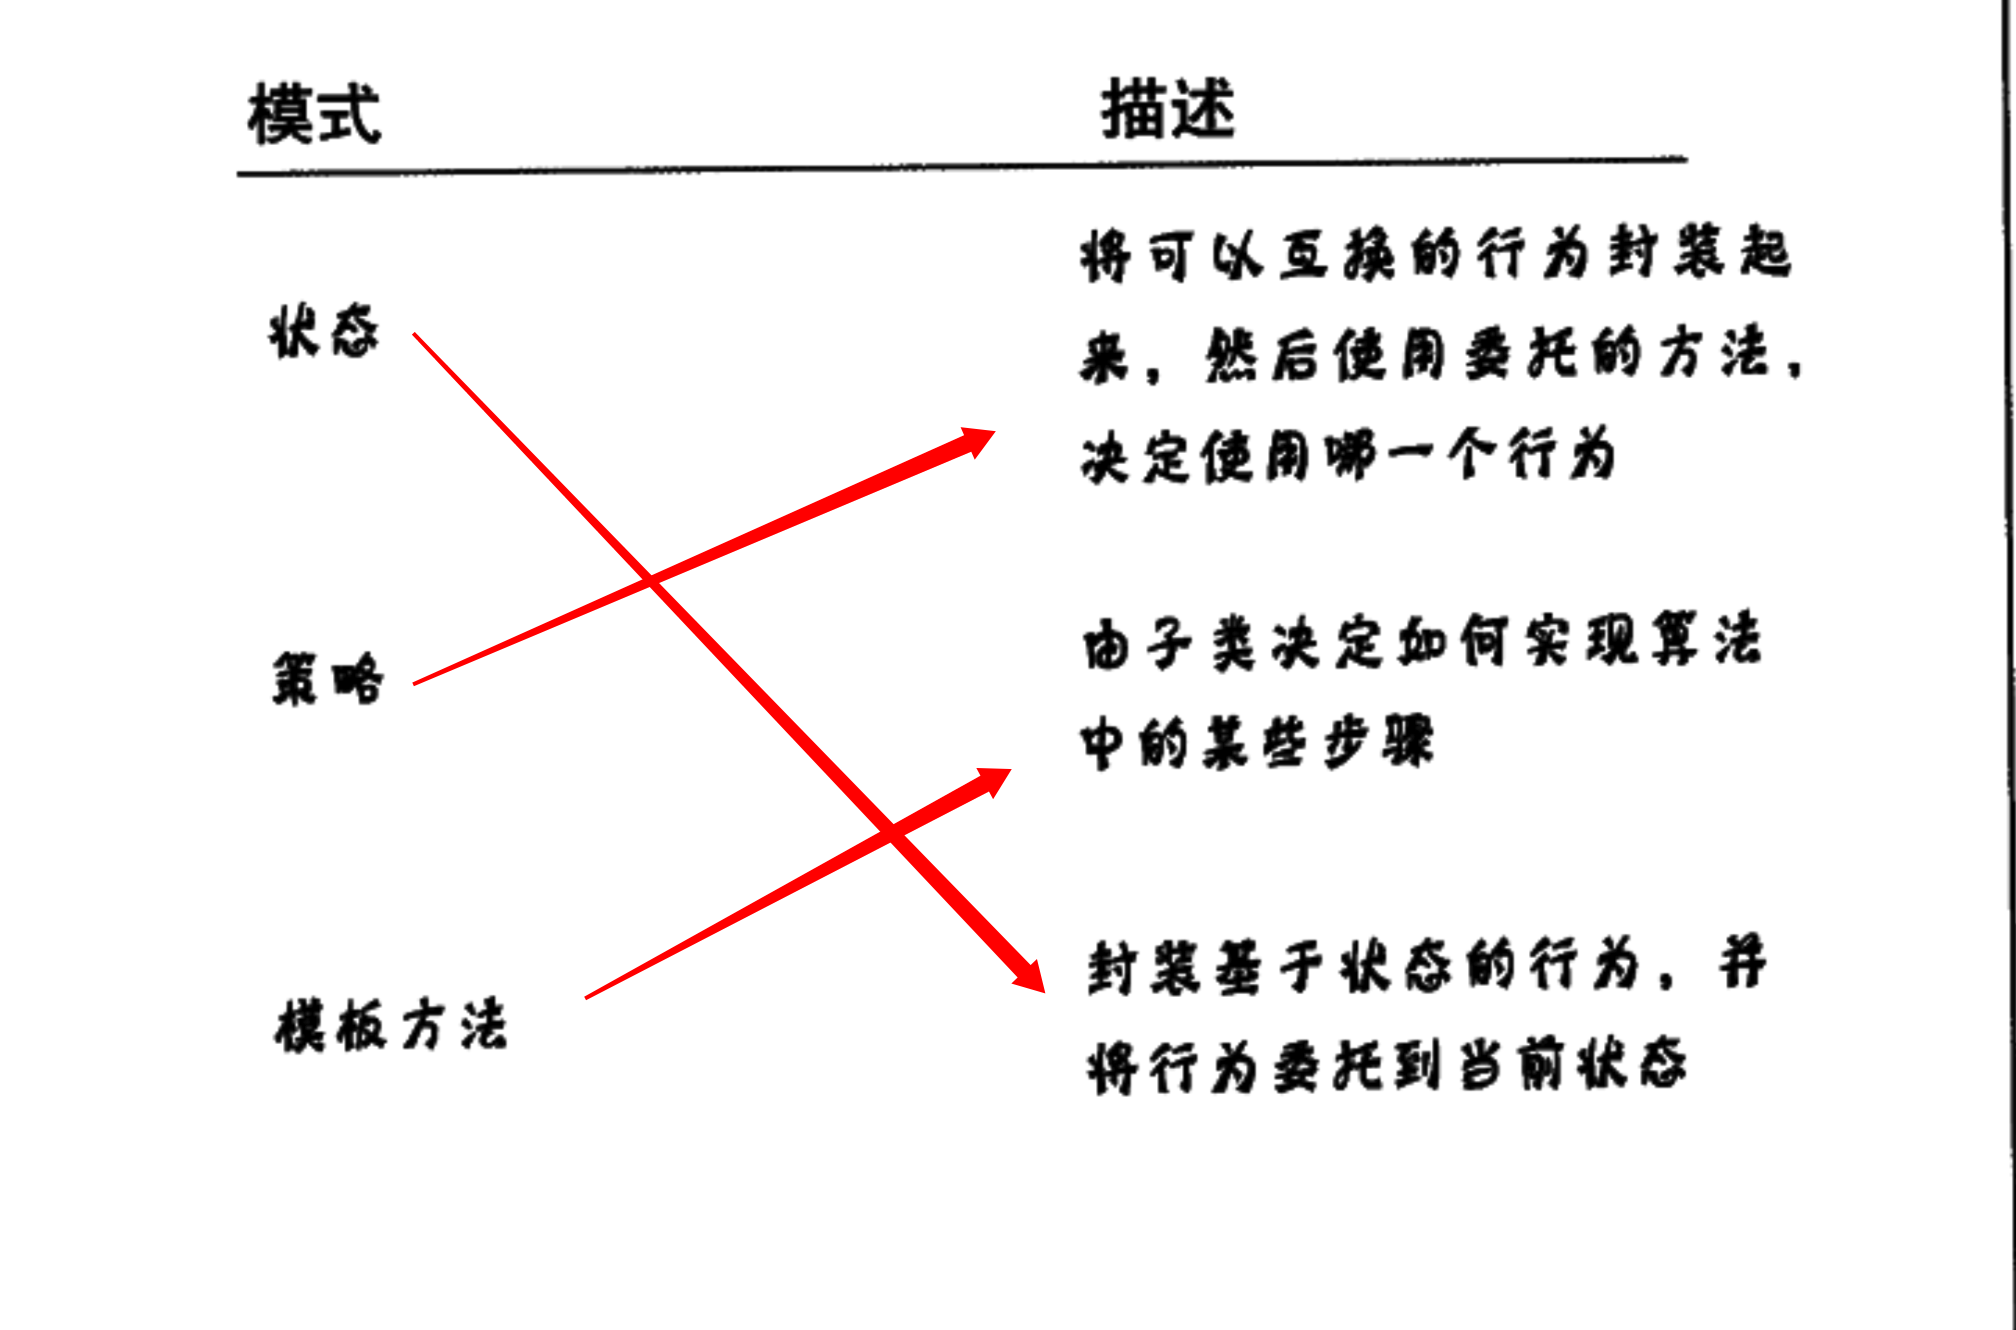 模式 描述
将可以互换的行为封装起
状态
来，然后使用委托的方法，
决定使用哪一个行为
由子类决定如何实现算法
策略
中的某些步骤
封装基于状态的行为，并
模板方法
将行为委托到当前状态